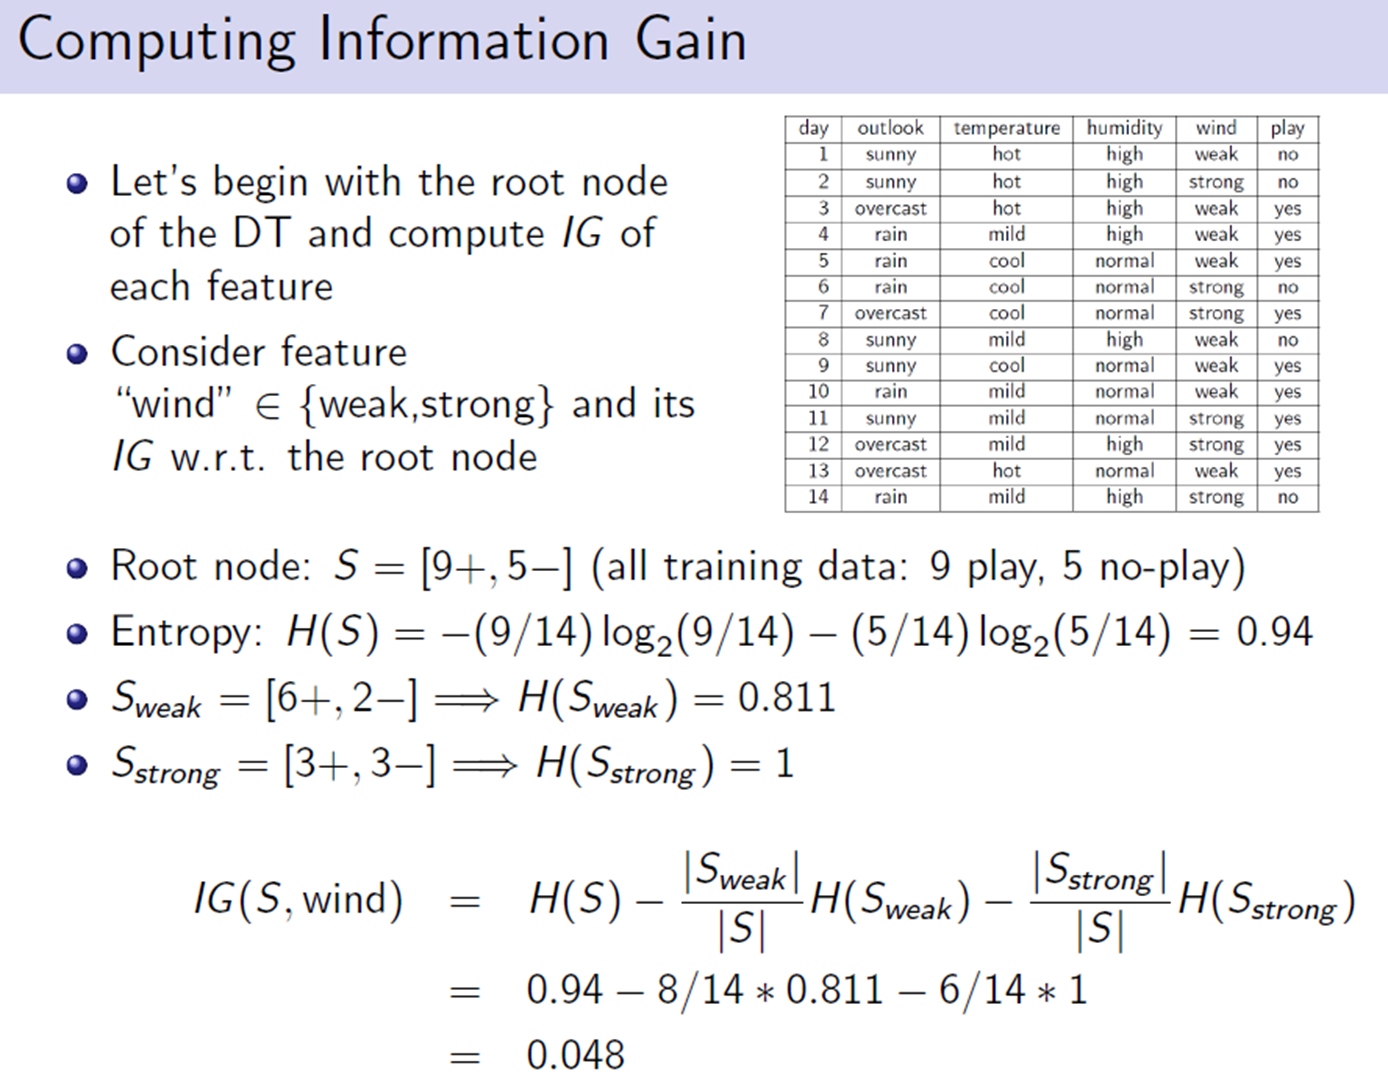 Computing Information Gain
Let's begin with the root node
of the DT and compute IG of
each feature
Consider feature
“wind” ∈ {weak,strong} and its
IG w.r.t. the root node
day outlook temperature humidity wind play
1 sunny hot high weak no
2 sunny hot high strong no
3 overcast hot high weak yes
4 rain mild high weak yes
5 rain cool normal weak yes
6 rain cool normal strong no
7 overcast cool normal strong yes
8 sunny mild high weak no
9 sunny cool normal weak yes
10 rain mild normal weak yes
11 sunny mild normal strong yes
12 overcast mild high strong yes
13 overcast hot normal weak yes
14 rain mild high strong no
Root node: S = [9+, 5−] (all training data: 9 play, 5 no-play)
Entropy: H(S) = −(9/14) log₂(9/14) − (5/14) log₂(5/14) = 0.94
S_weak = [6+, 2−] ⟹ H(S_weak) = 0.811
S_strong = [3+, 3−] ⟹ H(S_strong) = 1
IG(S, wind) = H(S) − |S_weak|/|S| H(S_weak) − |S_strong|/|S| H(S_strong)
= 0.94 − 8/14 ∗ 0.811 − 6/14 ∗ 1
= 0.048